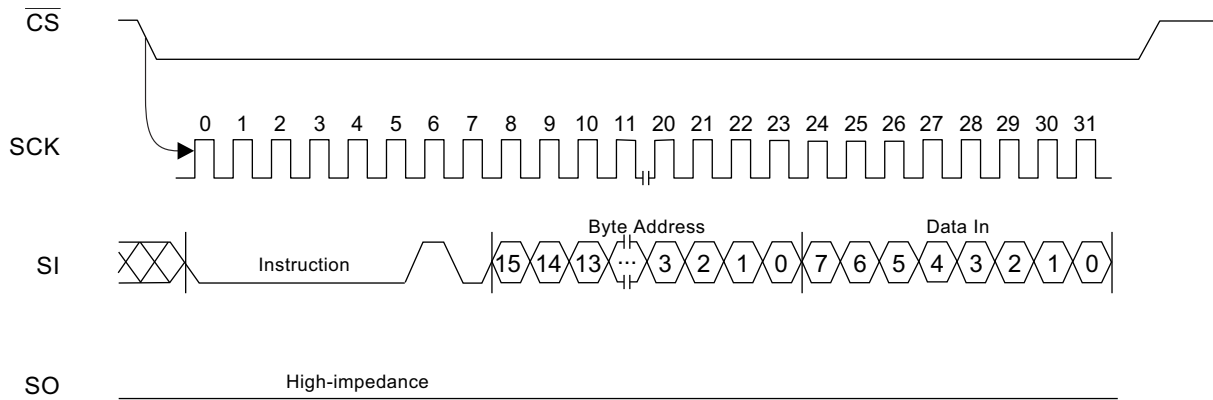 CS
0 1 2 3 4 5 6 7 8 9 10 11 20 21 22 23 24 25 26 27 28 29 30 31
SCK
Byte Address Data In
SI Instruction 15 14 13 ... 3 2 1 0 7 6 5 4 3 2 1 0
High-impedance
SO